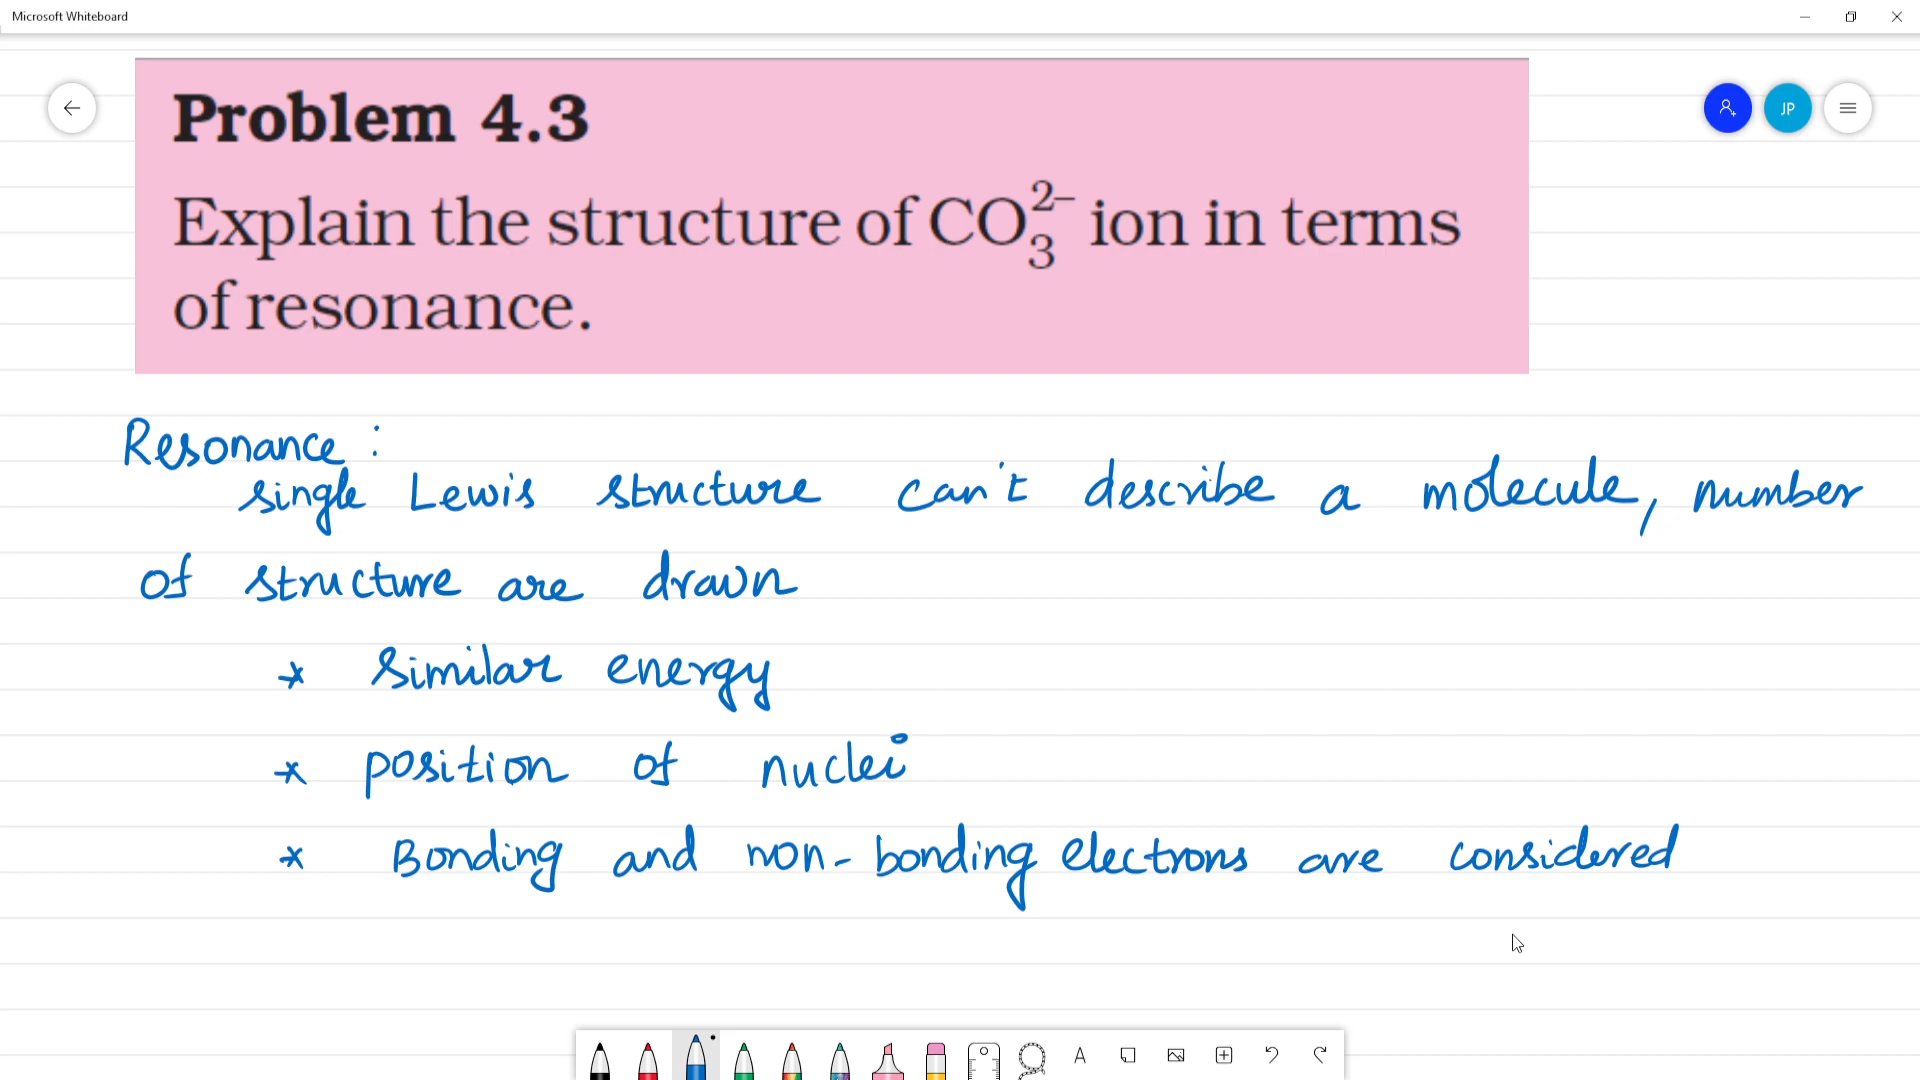 Microsoft Whiteboard
Problem 4.3
JP
Explain the structure of CO₃²⁻ ion in terms
of resonance.
Resonance :
single Lewis structure can't describe a molecule, number
of structure are drawn
* Similar energy
* position of nuclei
* Bonding and non-bonding electrons are considered
A